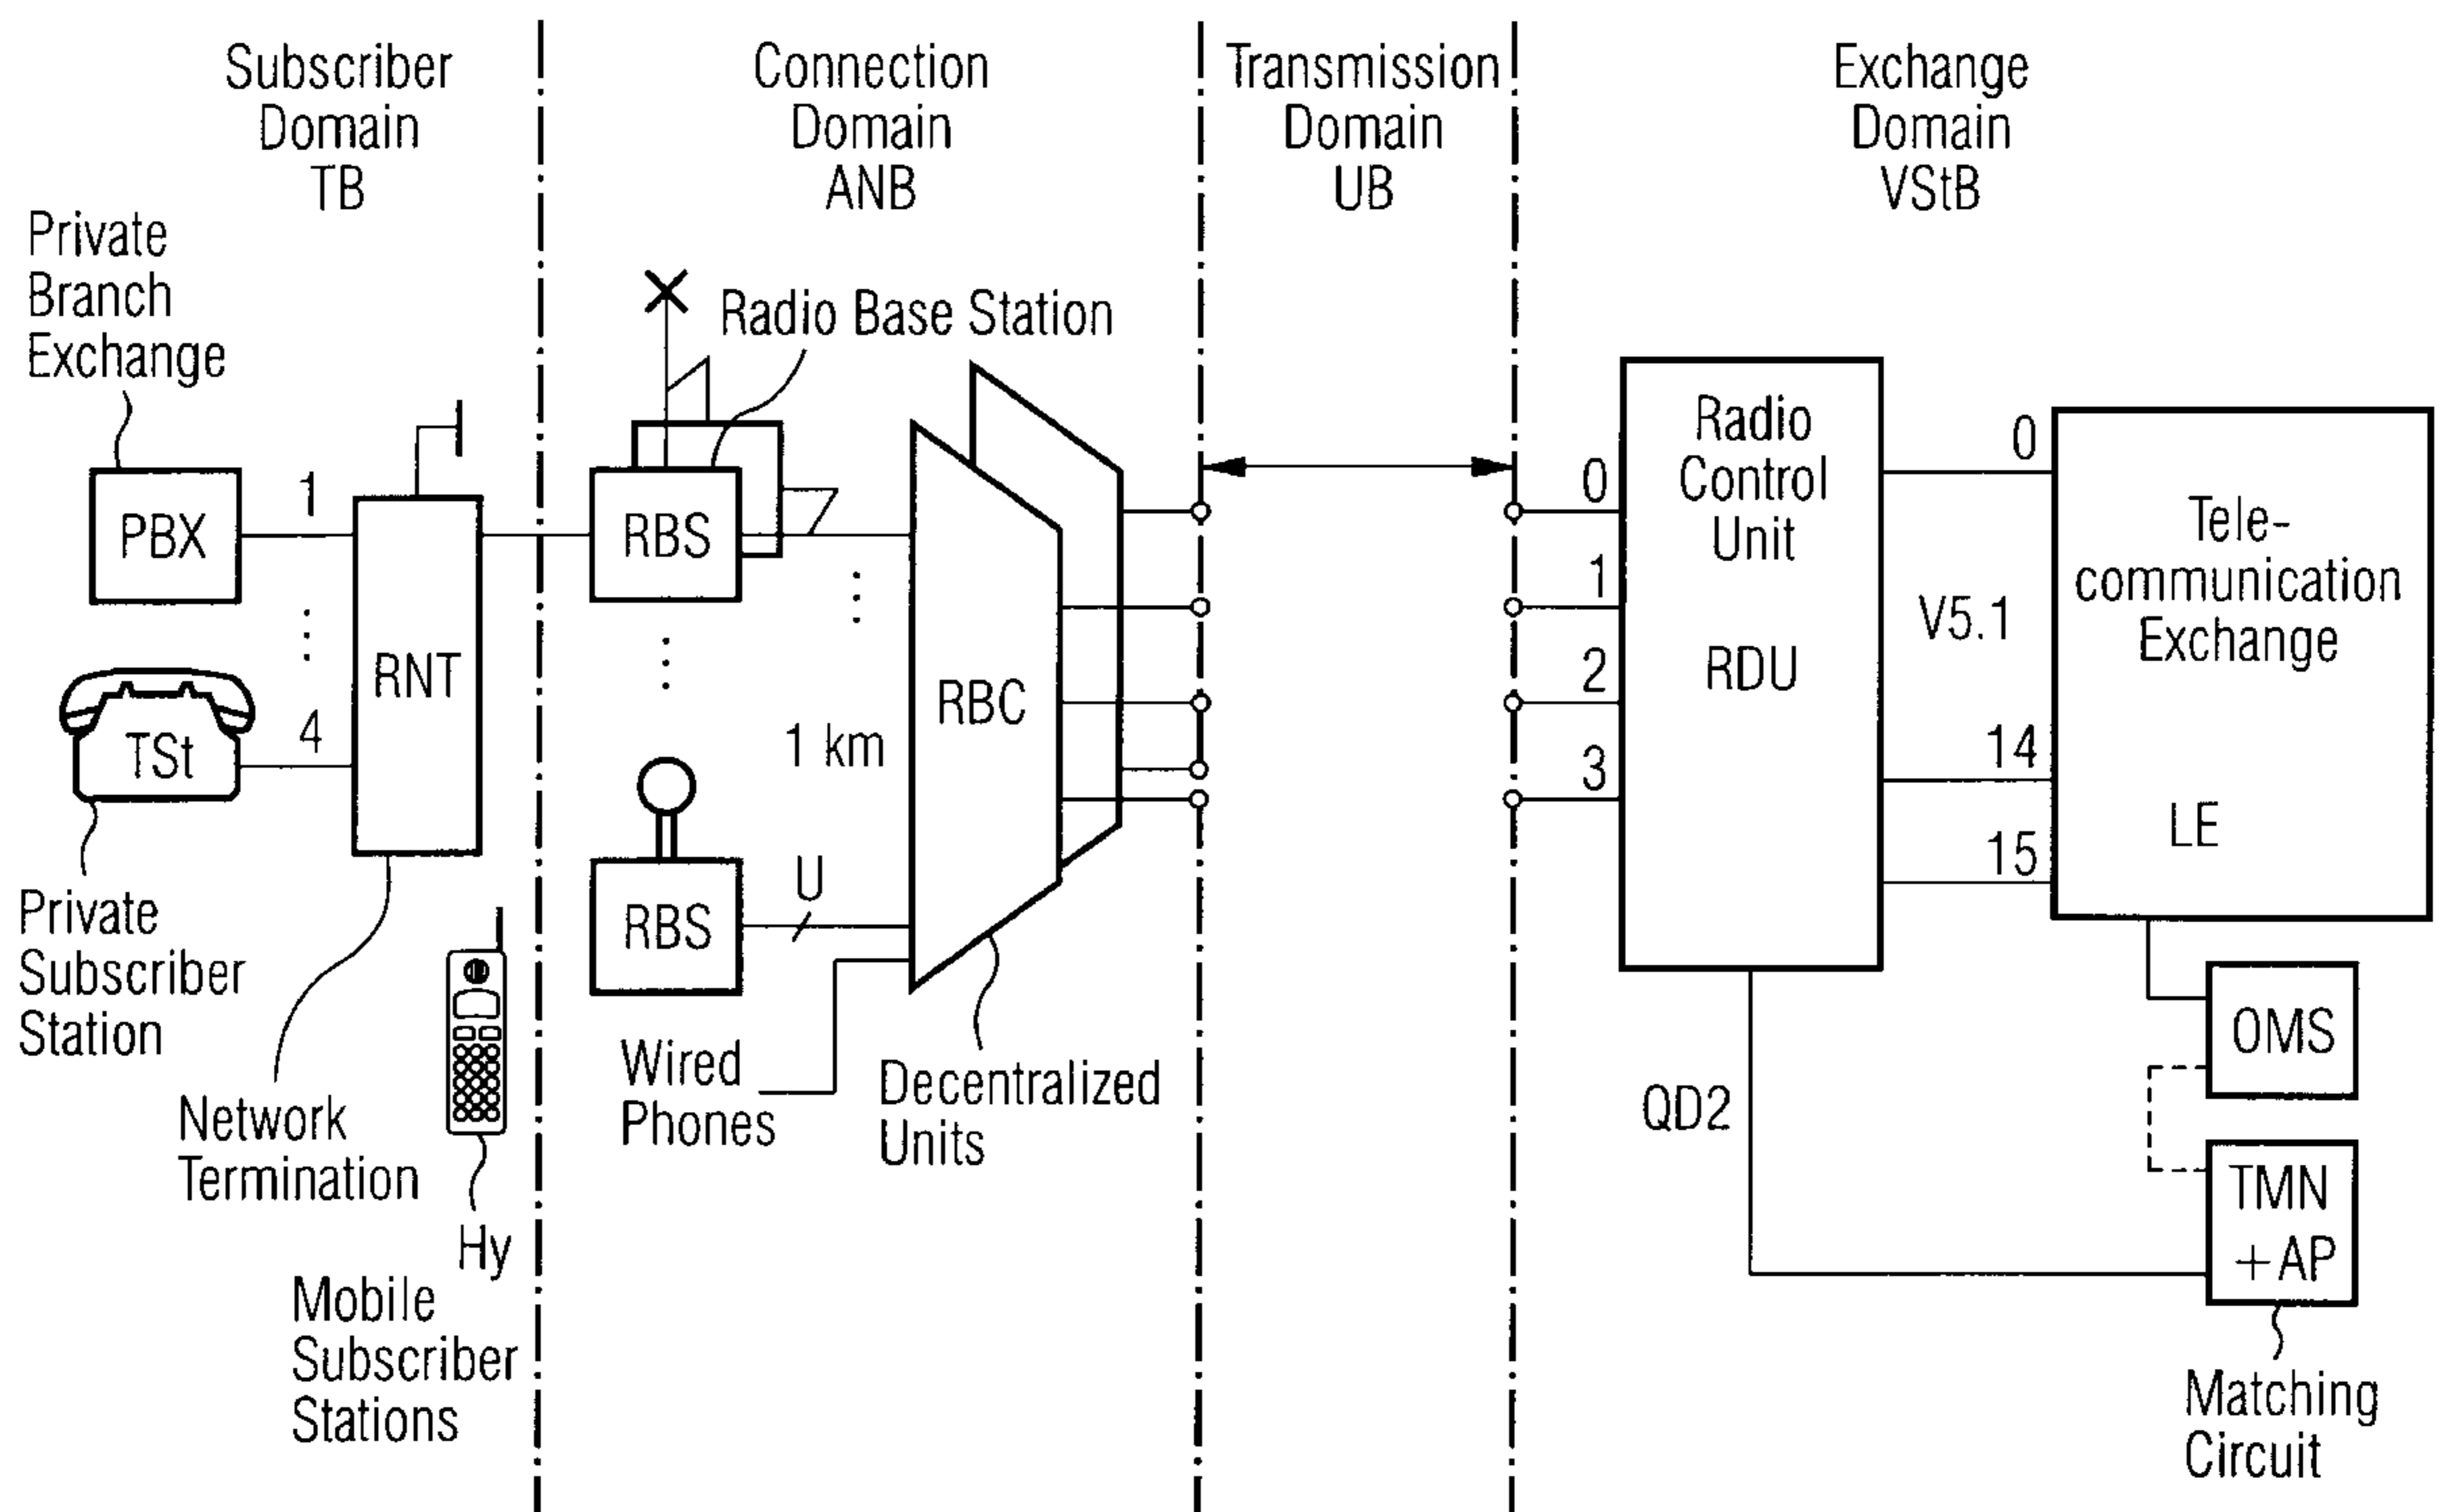 Subscriber
Domain
TB
Connection
Domain
ANB
Transmission
Domain
UB
Exchange
Domain
VStB
Private
Branch
Exchange
Radio Base Station
PBX
1
4
TSt
RNT
Private
Subscriber
Station
Network
Termination
Hy
Mobile
Subscriber
Stations
RBS
1 km
RBS
U
RBC
Wired
Phones
Decentralized
Units
0
1
2
3
Radio
Control
Unit
RDU
0
V5.1
14
15
Tele-
communication
Exchange
LE
OMS
QD2
TMN
+AP
Matching
Circuit